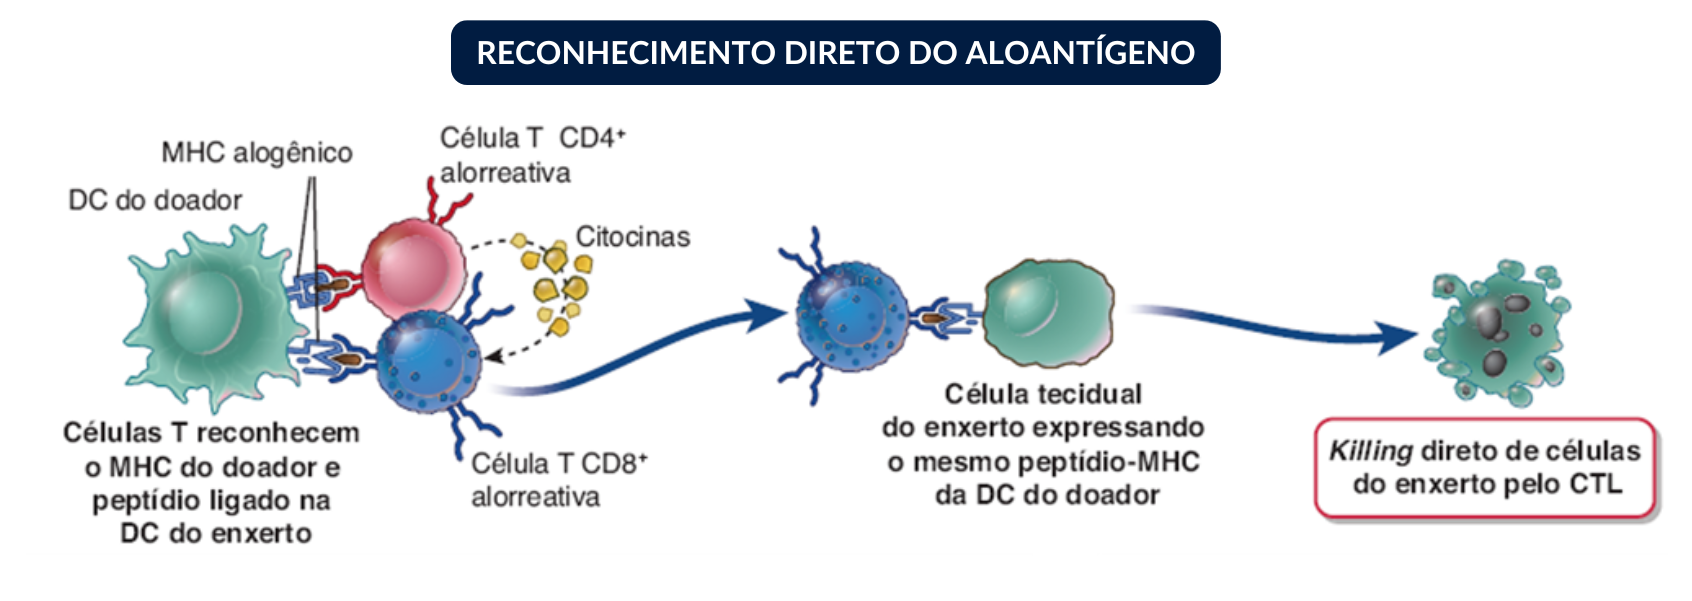 RECONHECIMENTO DIRETO DO ALOANTÍGENO
MHC alogênico
DC do doador
Célula T CD4⁺
alorreativa
Citocinas
Células T reconhecem
o MHC do doador e
peptídio ligado na
DC do enxerto
Célula T CD8⁺
alorreativa
Célula tecidual
do enxerto expressando
o mesmo peptídio-MHC
da DC do doador
Killing direto de células
do enxerto pelo CTL